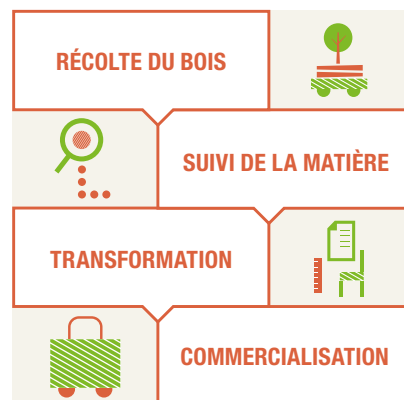 RÉCOLTE DU BOIS
SUIVI DE LA MATIÈRE
TRANSFORMATION
COMMERCIALISATION